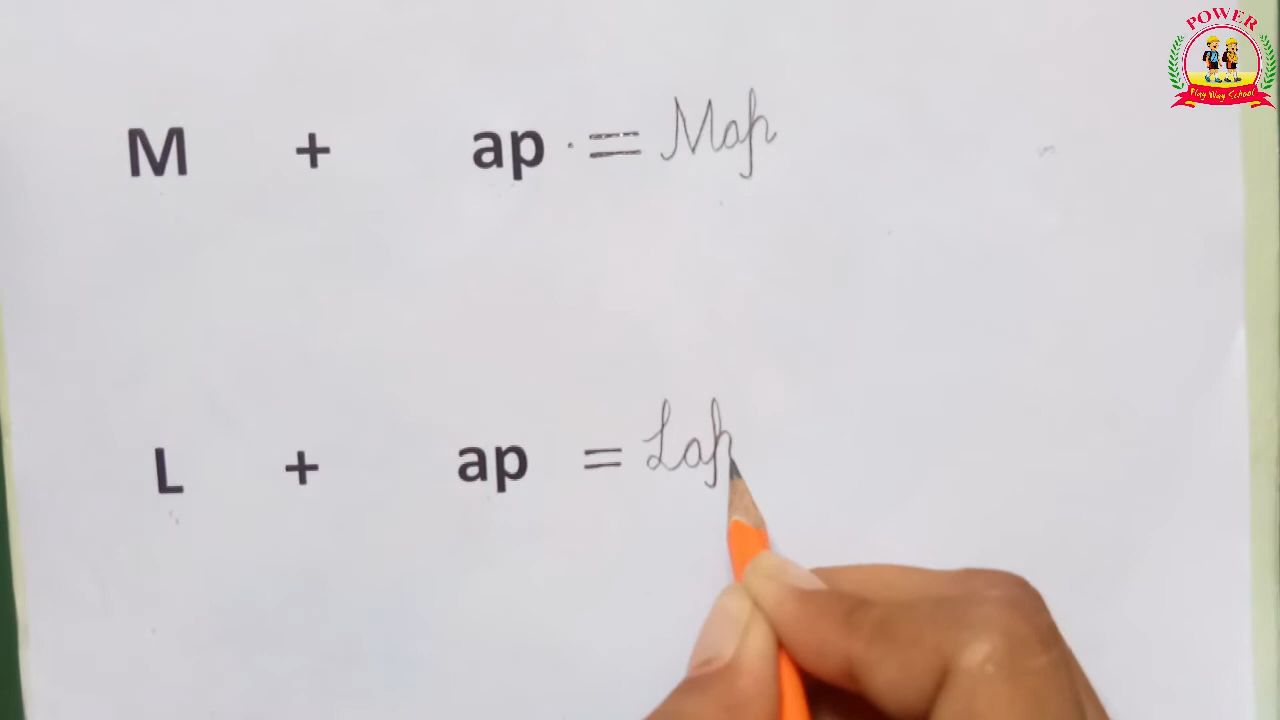 POWER
Play Way School
M + ap = Map
L + ap = Lap